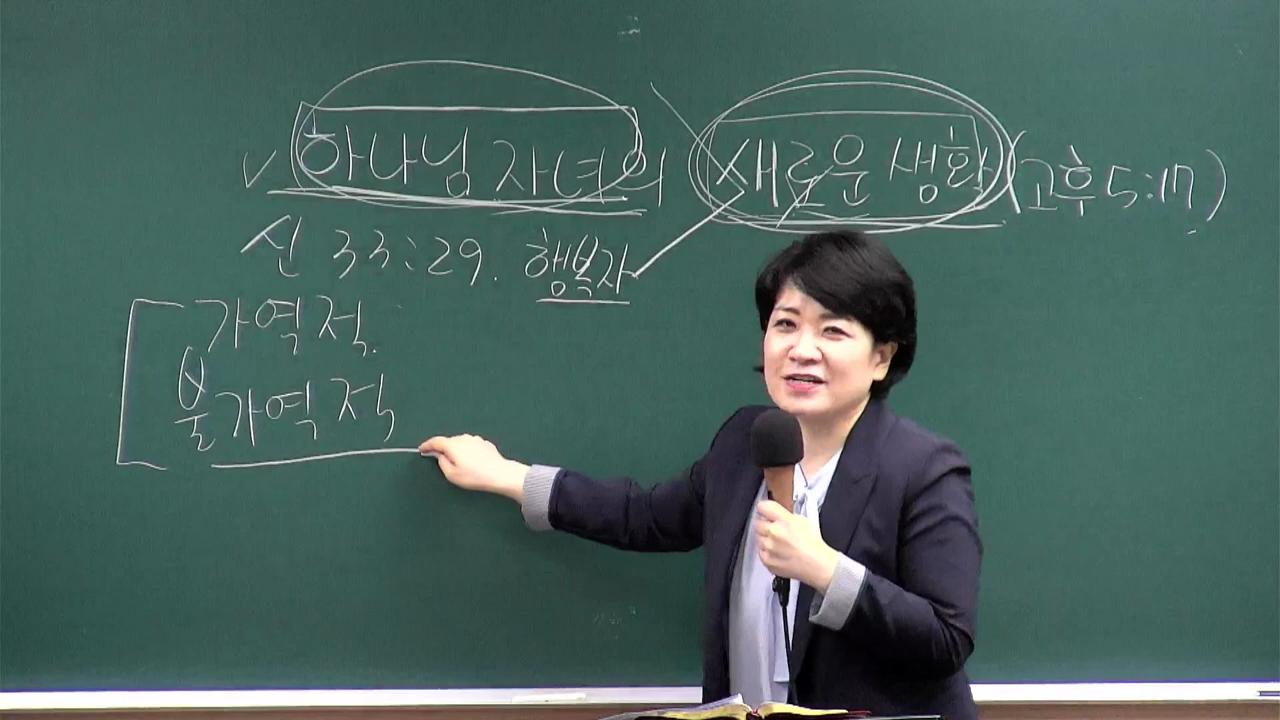 하나님 자녀의 새로운 생활 (고후 5:17)
신 33:29. 행복자
가역적.
불가역적